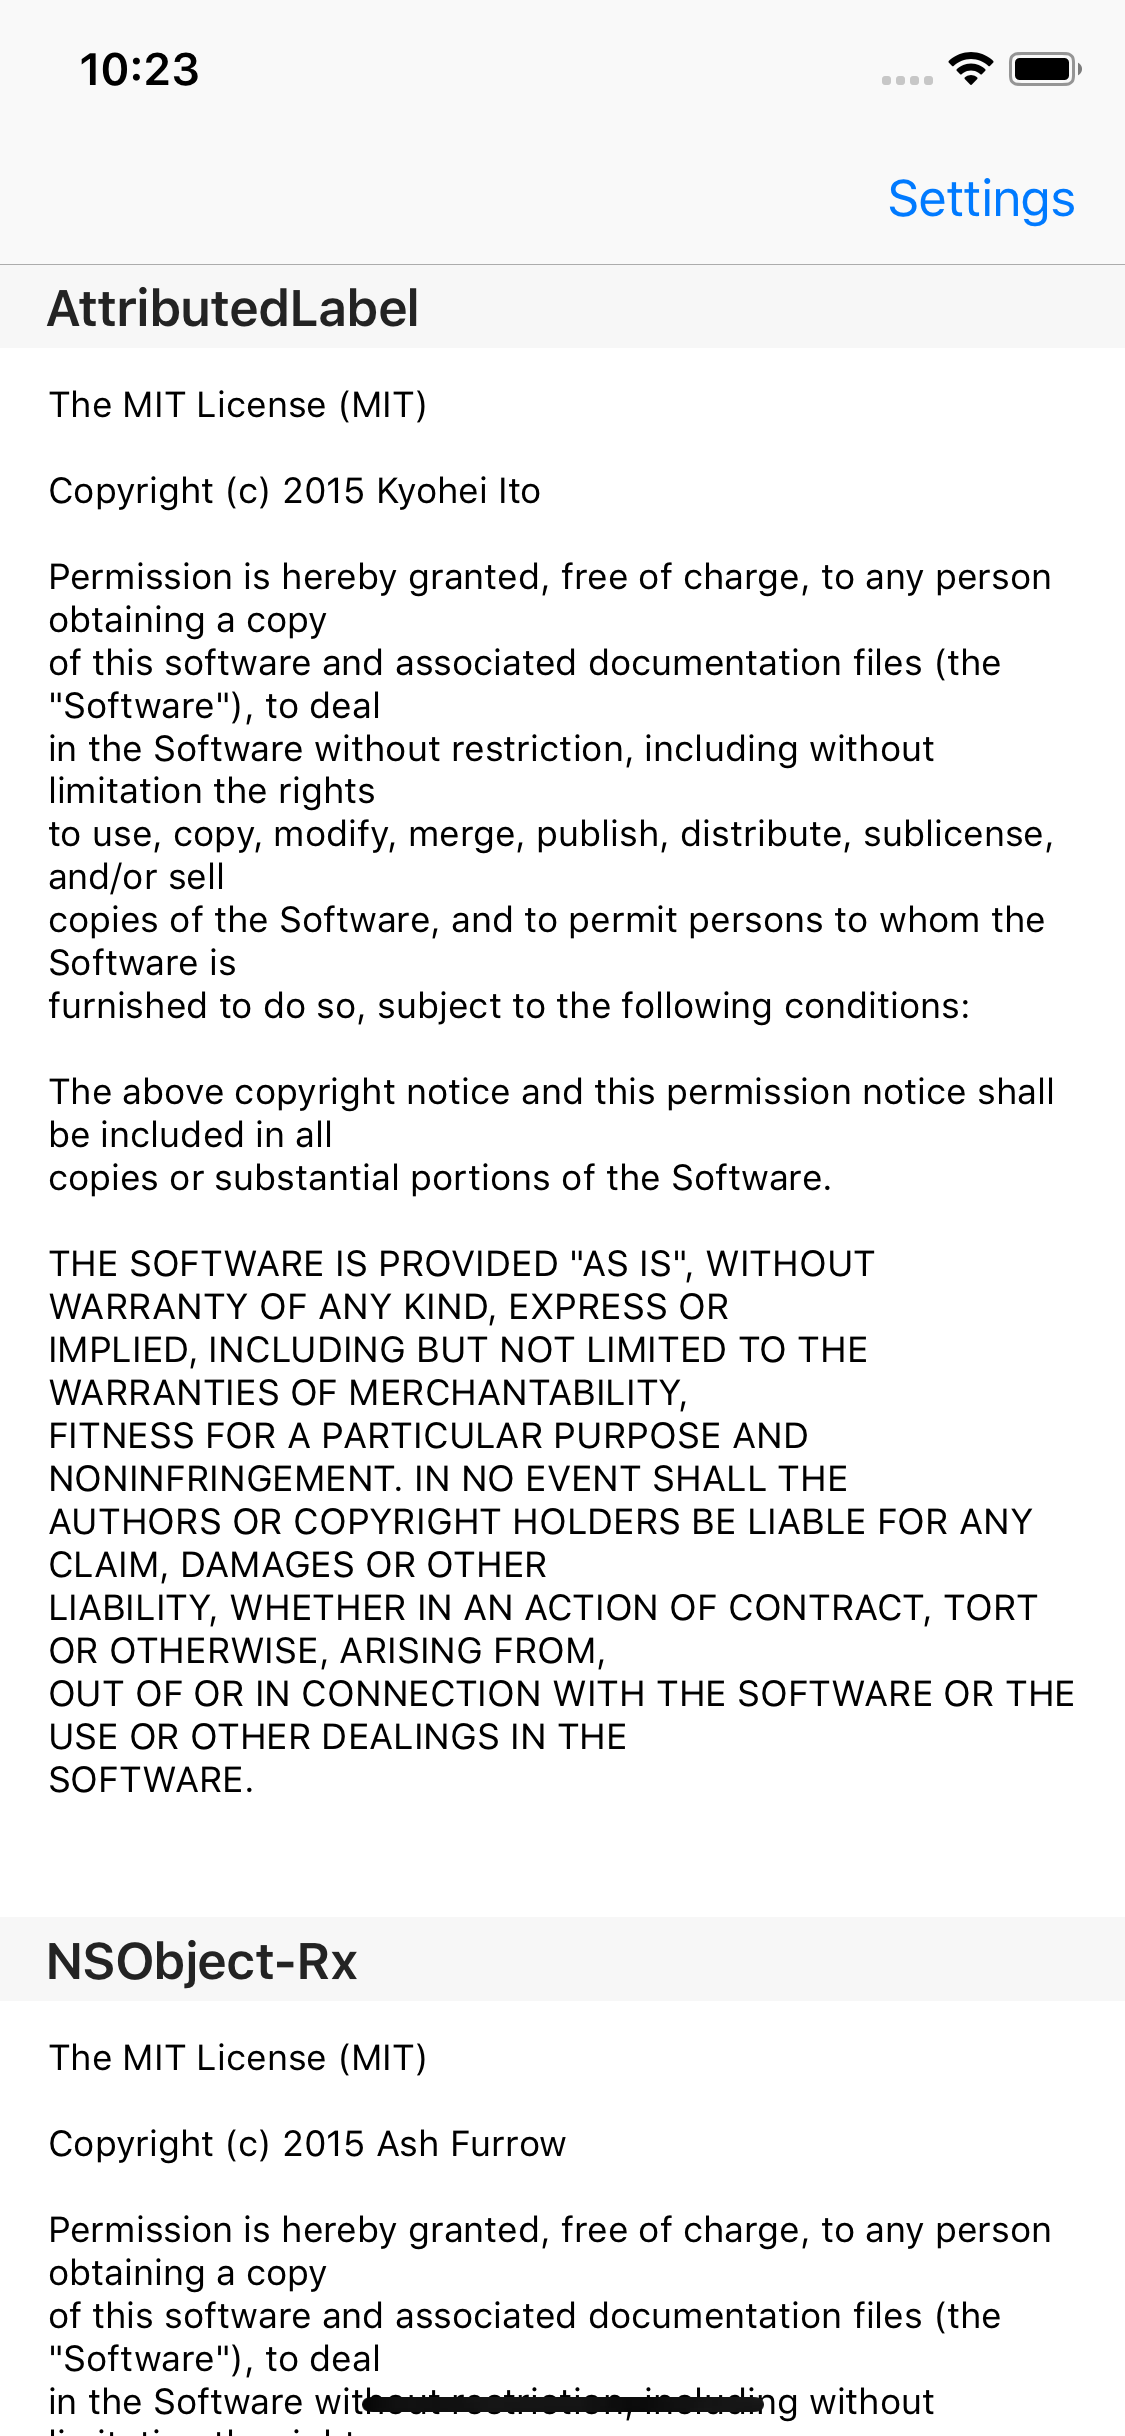 10:23
Settings
AttributedLabel
The MIT License (MIT)
Copyright (c) 2015 Kyohei Ito
Permission is hereby granted, free of charge, to any person
obtaining a copy
of this software and associated documentation files (the
"Software"), to deal
in the Software without restriction, including without
limitation the rights
to use, copy, modify, merge, publish, distribute, sublicense,
and/or sell
copies of the Software, and to permit persons to whom the
Software is
furnished to do so, subject to the following conditions:
The above copyright notice and this permission notice shall
be included in all
copies or substantial portions of the Software.
THE SOFTWARE IS PROVIDED "AS IS", WITHOUT
WARRANTY OF ANY KIND, EXPRESS OR
IMPLIED, INCLUDING BUT NOT LIMITED TO THE
WARRANTIES OF MERCHANTABILITY,
FITNESS FOR A PARTICULAR PURPOSE AND
NONINFRINGEMENT. IN NO EVENT SHALL THE
AUTHORS OR COPYRIGHT HOLDERS BE LIABLE FOR ANY
CLAIM, DAMAGES OR OTHER
LIABILITY, WHETHER IN AN ACTION OF CONTRACT, TORT
OR OTHERWISE, ARISING FROM,
OUT OF OR IN CONNECTION WITH THE SOFTWARE OR THE
USE OR OTHER DEALINGS IN THE
SOFTWARE.
NSObject-Rx
The MIT License (MIT)
Copyright (c) 2015 Ash Furrow
Permission is hereby granted, free of charge, to any person
obtaining a copy
of this software and associated documentation files (the
"Software"), to deal
in the Software without restriction, including without